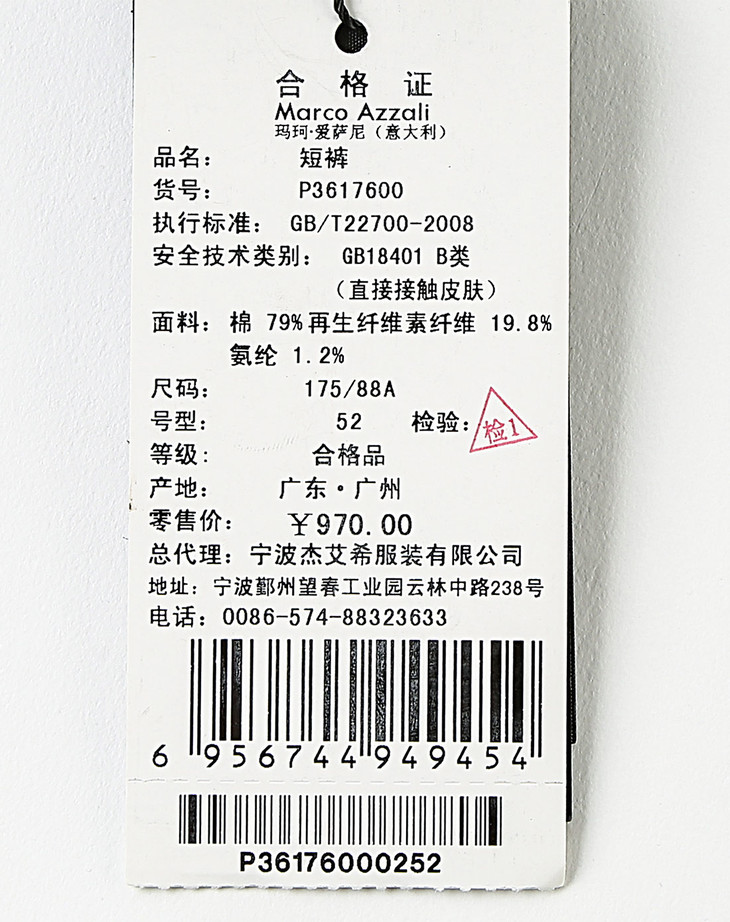 合格证
Marco Azzali
玛珂·爱萨尼（意大利）
品名： 短裤
货号： P3617600
执行标准： GB/T22700-2008
安全技术类别： GB18401 B类
（直接接触皮肤）
面料： 棉 79% 再生纤维素纤维 19.8%
氨纶 1.2%
尺码： 175/88A
号型： 52 检验： 检1
等级： 合格品
产地： 广东·广州
零售价： ￥970.00
总代理： 宁波杰艾希服装有限公司
地址： 宁波鄞州望春工业园云林中路238号
电话： 0086-574-88323633
6 956744 949454
P36176000252